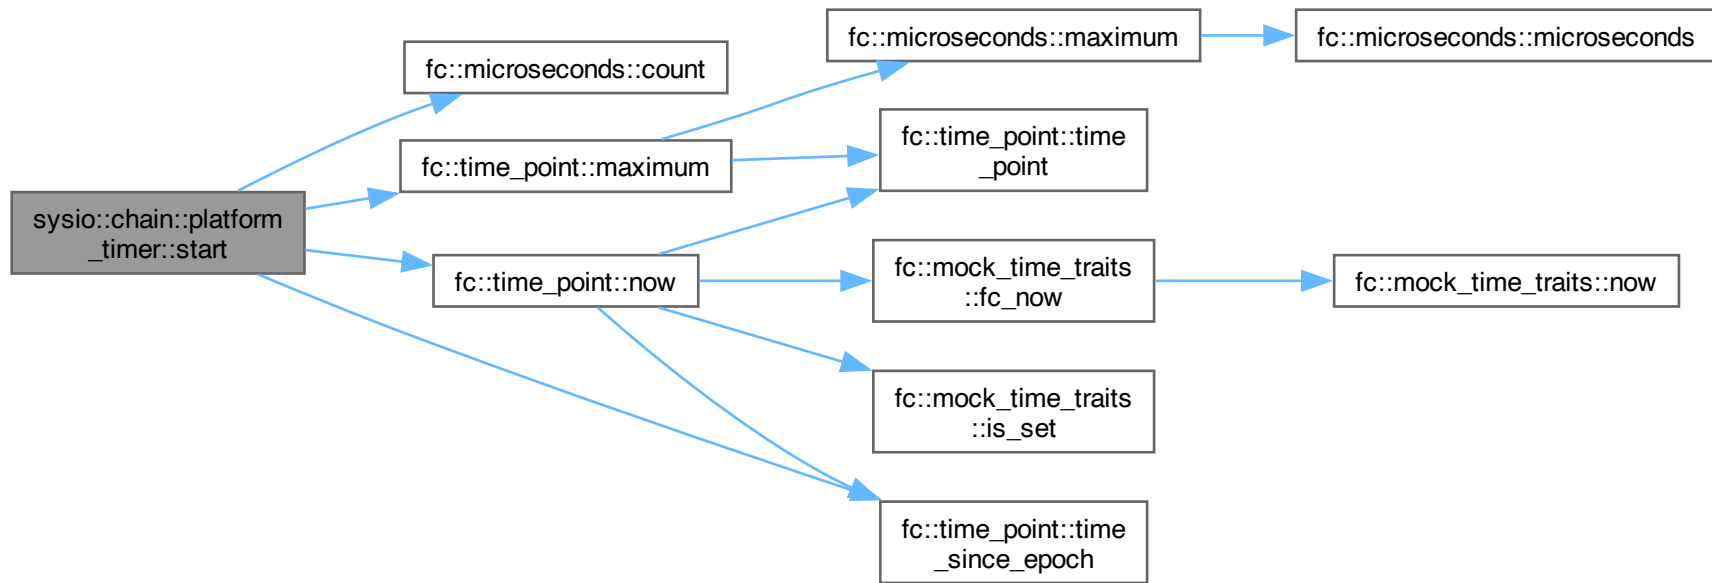 sysio::chain::platform
_timer::start
fc::microseconds::count
fc::time_point::maximum
fc::time_point::now
fc::microseconds::maximum
fc::time_point::time
_point
fc::mock_time_traits
::fc_now
fc::mock_time_traits
::is_set
fc::time_point::time
_since_epoch
fc::microseconds::microseconds
fc::mock_time_traits::now